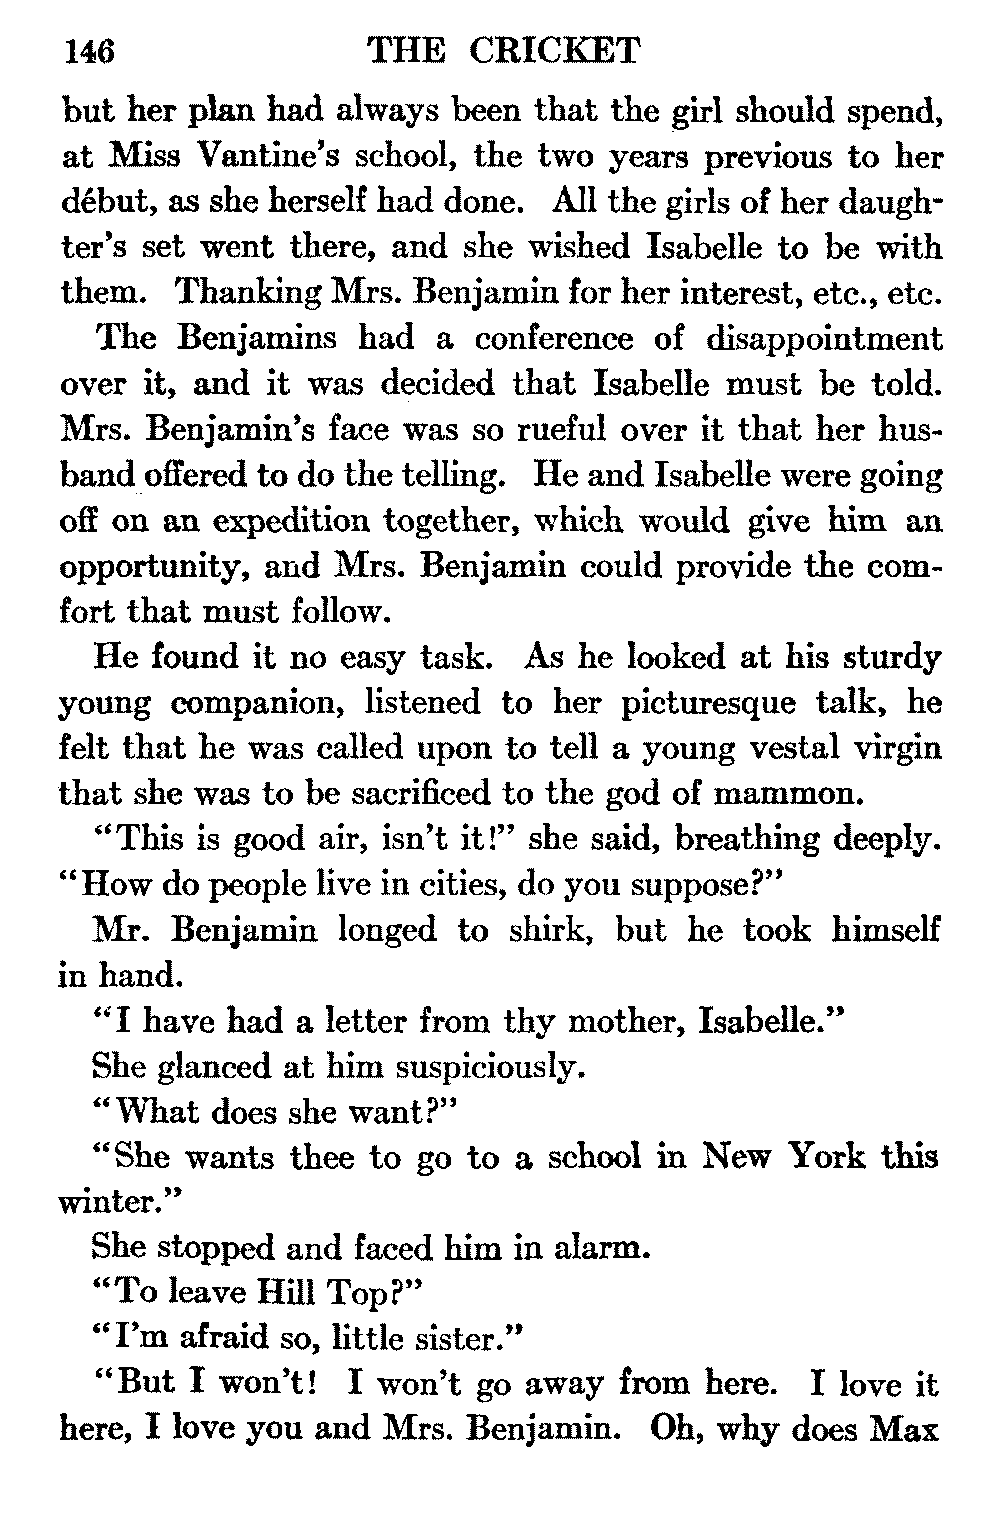 146 THE CRICKET
but her plan had always been that the girl should spend,
at Miss Vantine's school, the two years previous to her
début, as she herself had done. All the girls of her daugh-
ter's set went there, and she wished Isabelle to be with
them. Thanking Mrs. Benjamin for her interest, etc., etc.
The Benjamins had a conference of disappointment
over it, and it was decided that Isabelle must be told.
Mrs. Benjamin's face was so rueful over it that her hus-
band offered to do the telling. He and Isabelle were going
off on an expedition together, which would give him an
opportunity, and Mrs. Benjamin could provide the com-
fort that must follow.
He found it no easy task. As he looked at his sturdy
young companion, listened to her picturesque talk, he
felt that he was called upon to tell a young vestal virgin
that she was to be sacrificed to the god of mammon.
"This is good air, isn't it!" she said, breathing deeply.
"How do people live in cities, do you suppose?"
Mr. Benjamin longed to shirk, but he took himself
in hand.
"I have had a letter from thy mother, Isabelle."
She glanced at him suspiciously.
"What does she want?"
"She wants thee to go to a school in New York this
winter."
She stopped and faced him in alarm.
"To leave Hill Top?"
"I'm afraid so, little sister."
"But I won't! I won't go away from here. I love it
here, I love you and Mrs. Benjamin. Oh, why does Max